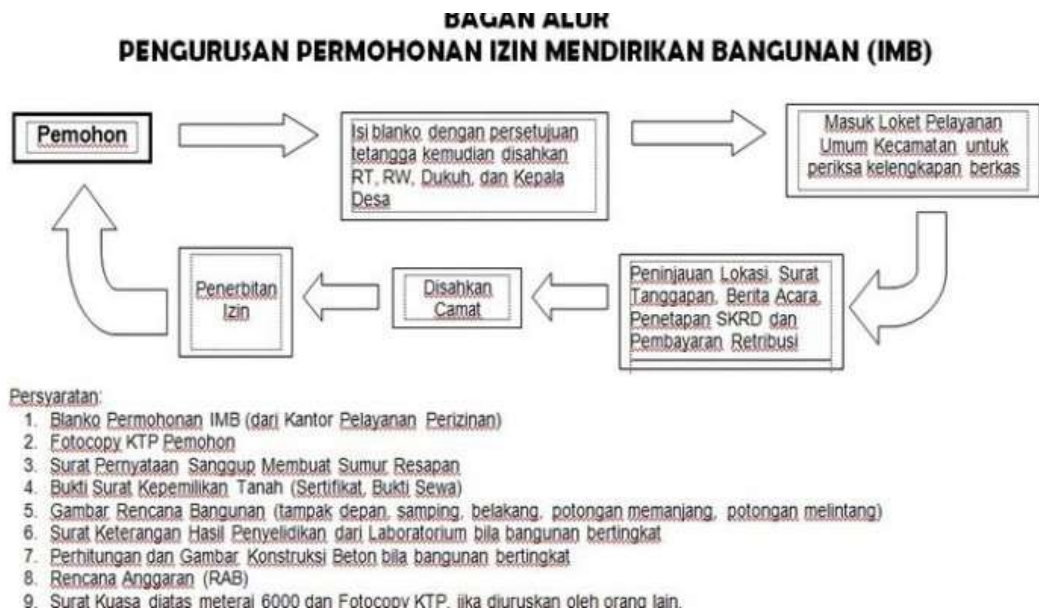 BAGAN ALUR
PENGURUSAN PERMOHONAN IZIN MENDIRIKAN BANGUNAN (IMB)
Pemohon
Isi blanko dengan persetujuan
tetangga kemudian disahkan
RT, RW, Dukuh, dan Kepala
Desa
Masuk Loket Pelayanan
Umum Kecamatan untuk
periksa kelengkapan berkas
Peninjauan Lokasi, Surat
Tanggapan, Berita Acara,
Penetapan SKRD dan
Pembayaran Retribusi
Disahkan
Camat
Penerbitan
Izin
Persyaratan:
1. Blanko Permohonan IMB (dari Kantor Pelayanan Perizinan)
2. Fotocopy KTP Pemohon
3. Surat Pernyataan Sanggup Membuat Sumur Resapan
4. Bukti Surat Kepemilikan Tanah (Sertifikat, Bukti Sewa)
5. Gambar Rencana Bangunan (tampak depan, samping, belakang, potongan memanjang, potongan melintang)
6. Surat Keterangan Hasil Penyelidikan dari Laboratorium bila bangunan bertingkat
7. Perhitungan dan Gambar Konstruksi Beton bila bangunan bertingkat
8. Rencana Anggaran (RAB)
9. Surat Kuasa diatas meterai 6000 dan Fotocopy KTP, jika diuruskan oleh orang lain.